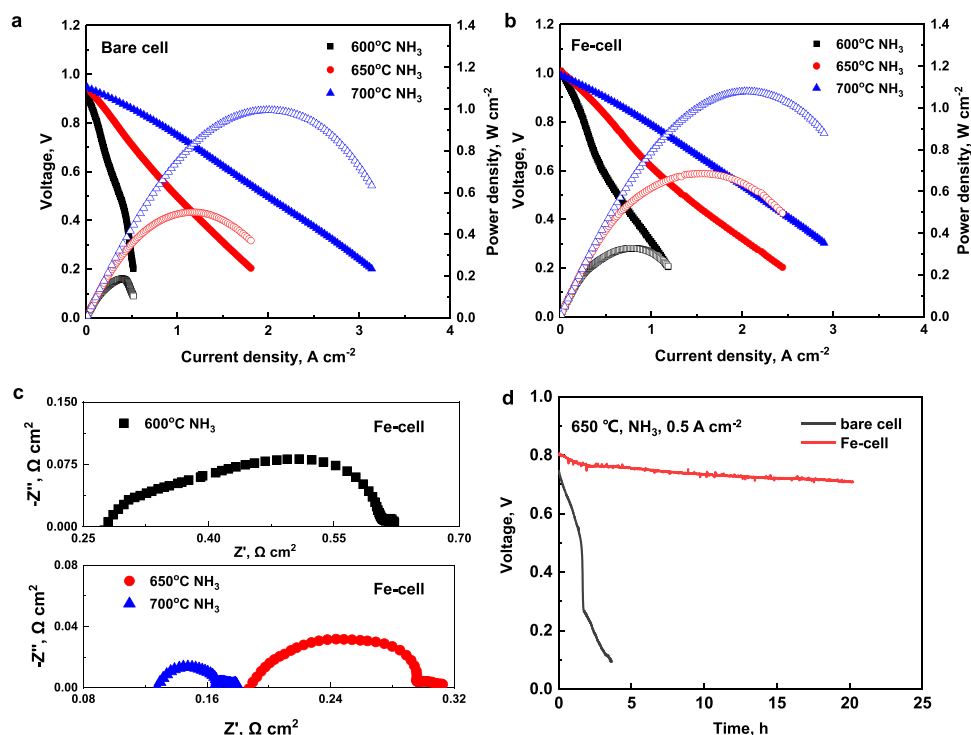 a
Bare cell
600°C NH3
650°C NH3
700°C NH3
1.2
1.0
0.8
0.6
0.4
0.2
0.0
Voltage, V
1.4
1.2
1.0
0.8
0.6
0.4
0.2
0.0
Power density, W cm-2
0 1 2 3 4
Current density, A cm-2
b
Fe-cell
600°C NH3
650°C NH3
700°C NH3
1.2
1.0
0.8
0.6
0.4
0.2
0.0
Voltage, V
1.4
1.2
1.0
0.8
0.6
0.4
0.2
0.0
Power density, W cm-2
0 1 2 3 4
Current density, A cm-2
c
600°C NH3
Fe-cell
0.150
0.075
0.000
-Z'', Ω cm2
0.25 0.40 0.55 0.70
Z', Ω cm2
650°C NH3
700°C NH3
Fe-cell
0.08
0.04
0.00
-Z'', Ω cm2
0.08 0.16 0.24 0.32
Z', Ω cm2
d
650 ℃, NH3, 0.5 A cm-2
bare cell
Fe-cell
1.0
0.8
0.6
0.4
0.2
0.0
Voltage, V
0 5 10 15 20 25
Time, h